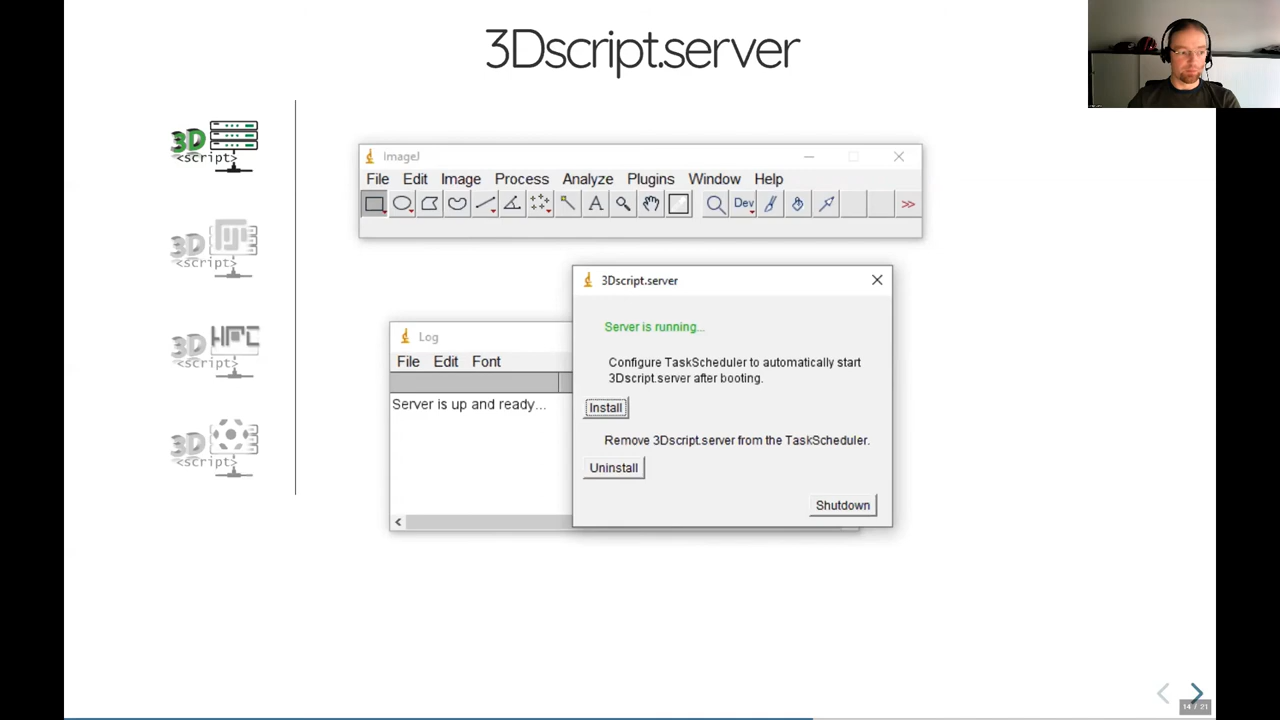 3Dscript.server
3D
<script>
3D
<script>
3D
HPC
<script>
3D
<script>
ImageJ
File Edit Image Process Analyze Plugins Window Help
A
Dev
>>
Log
File Edit Font
Server is up and ready...
3Dscript.server
Server is running...
Configure TaskScheduler to automatically start
3Dscript.server after booting.
Install
Remove 3Dscript.server from the TaskScheduler.
Uninstall
Shutdown
14 / 21